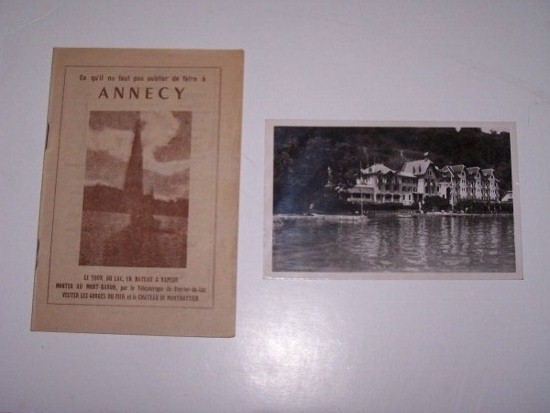 Ce qu'il ne faut pas oublier de faire à
ANNECY
LE TOUR DU LAC, EN BATEAU A VAPEUR
MONTER AU MONT-BARON, par le Téléphérique de Veyrier-du-Lac
VISITER LES GORGES DU FIER et le CHATEAU DE MONTROTTIER